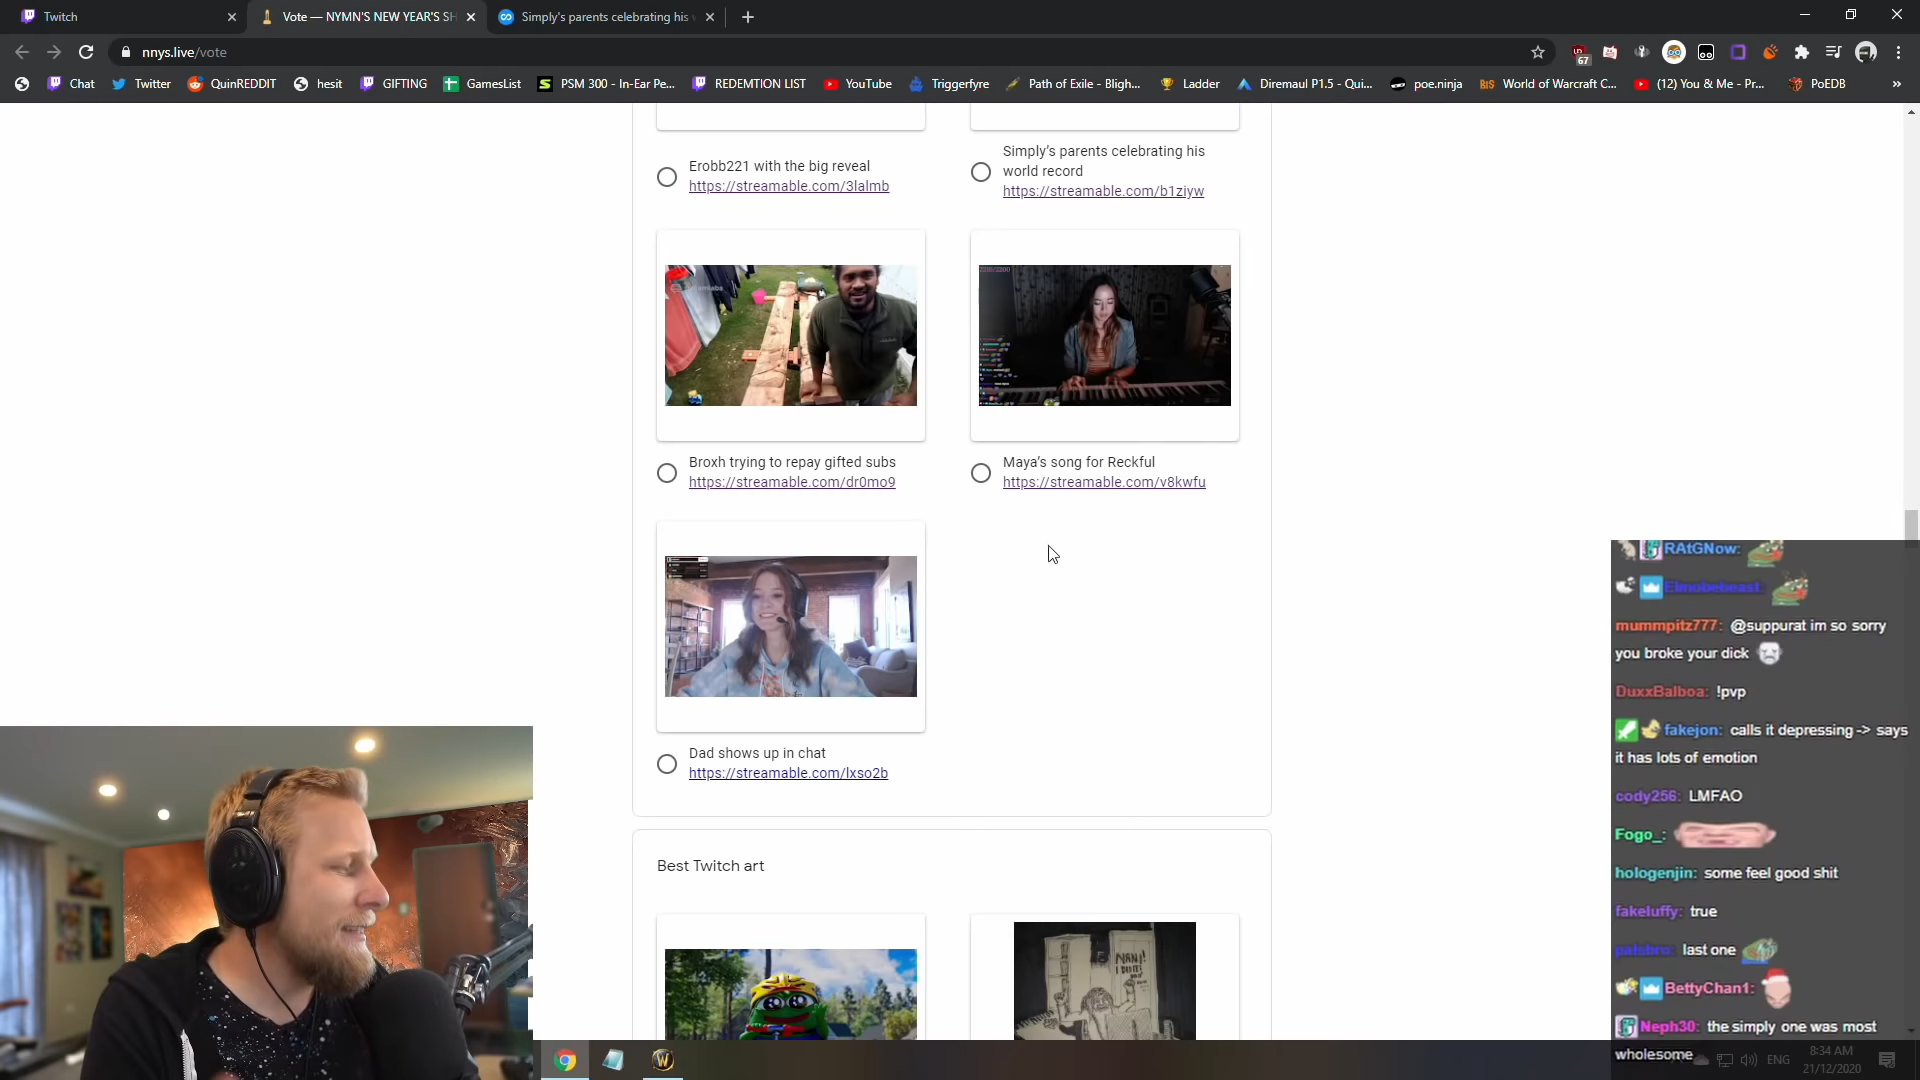 Twitch
Vote — NYMN'S NEW YEAR'S SH
Simply's parents celebrating his
nnys.live/vote
67
Chat
Twitter
QuinREDDIT
hesit
GIFTING
GamesList
PSM 300 - In-Ear Pe...
REDEMTION LIST
YouTube
Triggerfyre
Path of Exile - Bligh...
Ladder
Diremaul P1.5 - Qui...
poe.ninja
World of Warcraft C...
(12) You & Me - Pr...
PoEDB
Erobb221 with the big reveal
https://streamable.com/3lalmb
Simply's parents celebrating his
world record
https://streamable.com/b1zjyw
Broxh trying to repay gifted subs
https://streamable.com/dr0mo9
Maya's song for Reckful
https://streamable.com/v8kwfu
Dad shows up in chat
https://streamable.com/lxso2b
Best Twitch art
NANI!
RAtGNow:
mummpitz777: @suppurat im so sorry
you broke your dick
DuxxBalboa: !pvp
fakejon: calls it depressing -> says
it has lots of emotion
cody256: LMFAO
Fogo_:
hologenjin: some feel good shit
fakeluffy: true
last one
BettyChan1:
Neph30: the simply one was most
wholesome
ENG
8:34 AM
21/12/2020